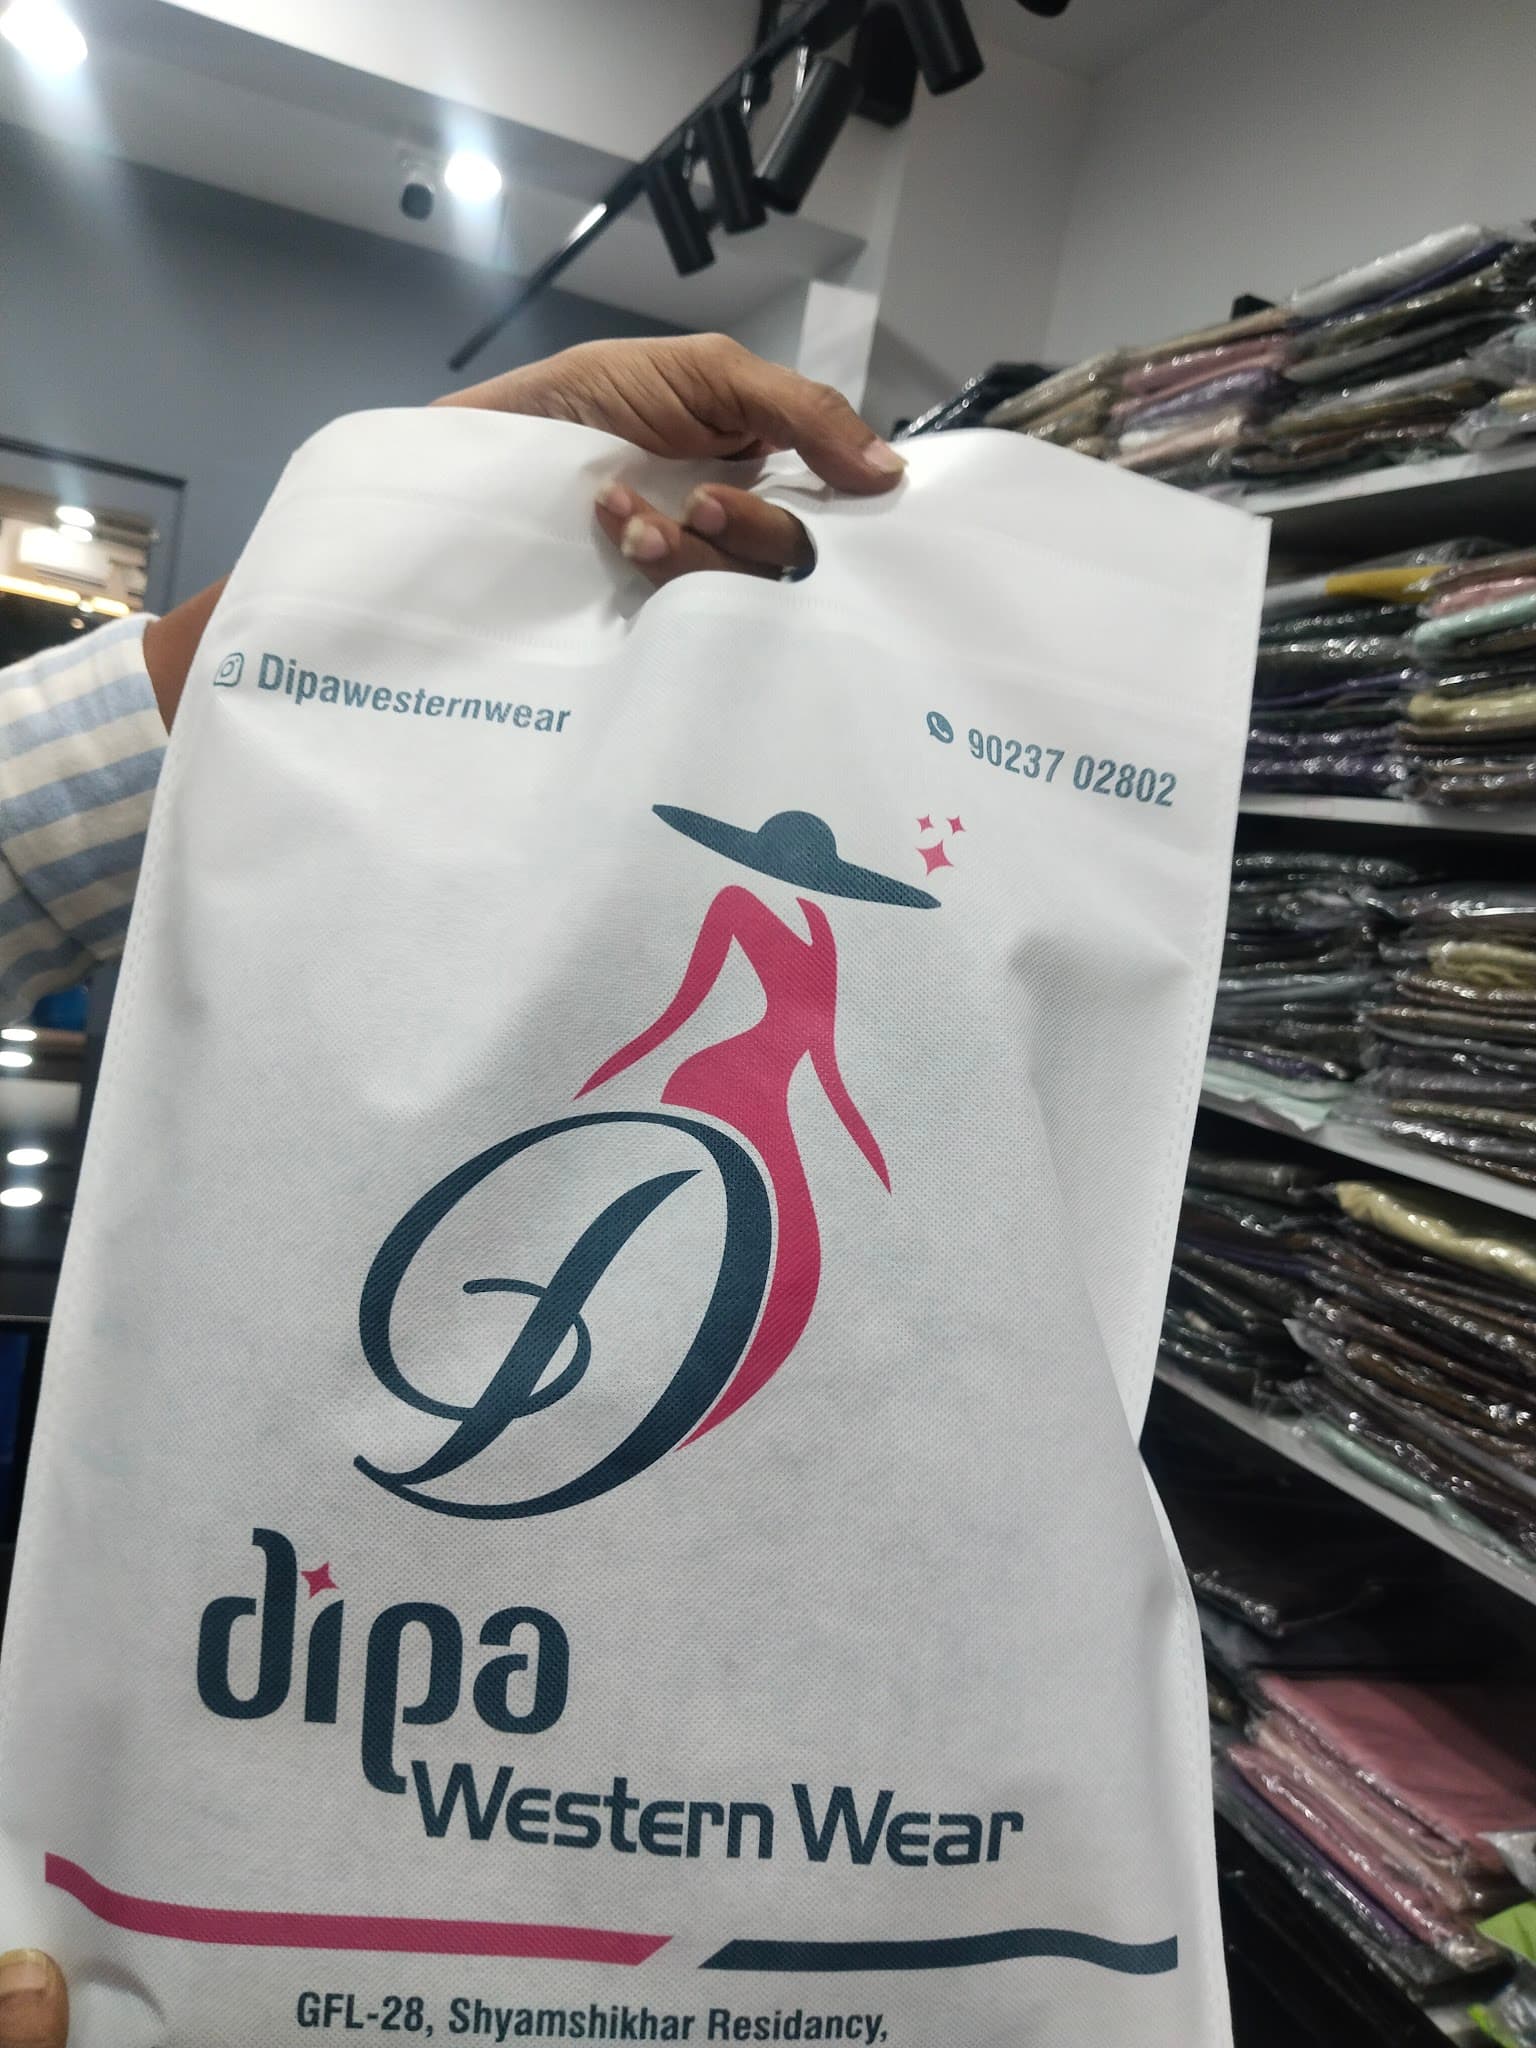 Dipawesternwear
90237 02802
D
dipa
Western Wear
GFL-28, Shyamshikhar Residancy,